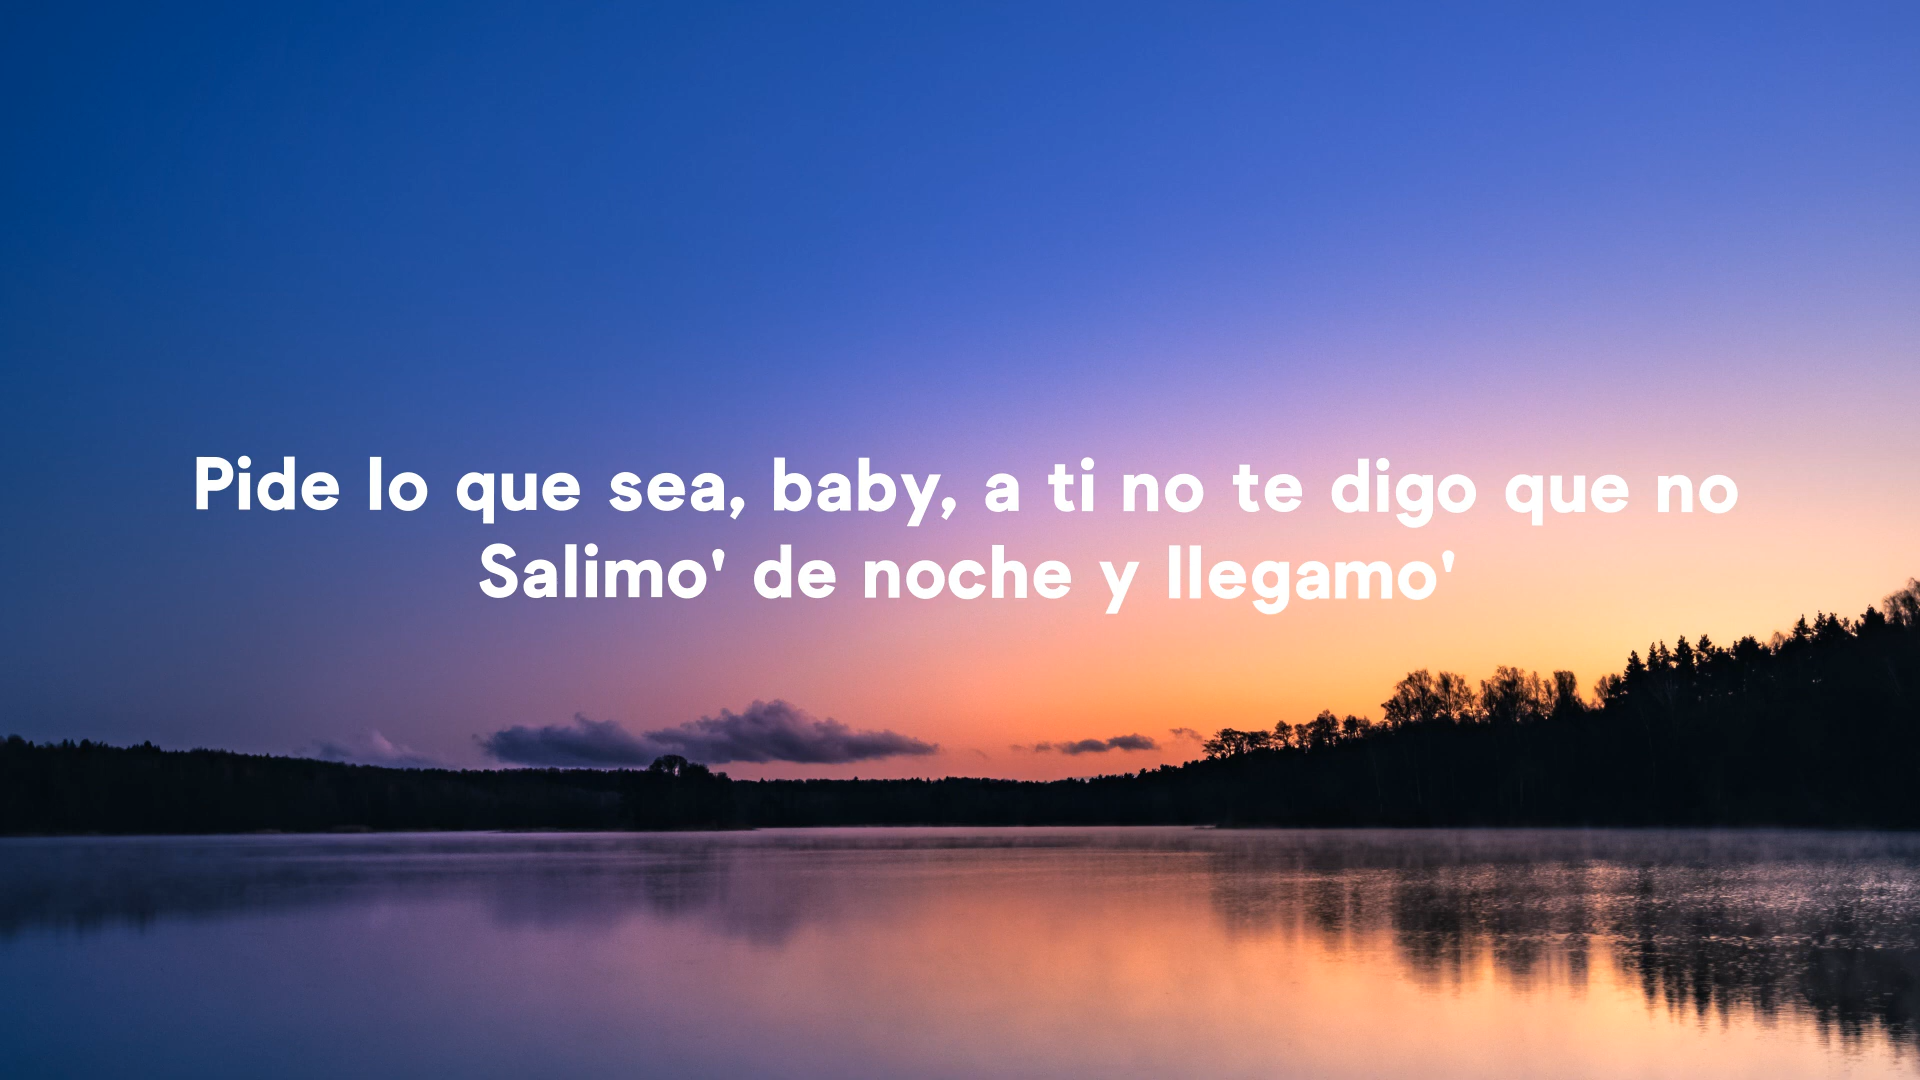 Pide lo que sea, baby, a ti no te digo que no
Salimo' de noche y llegamo'